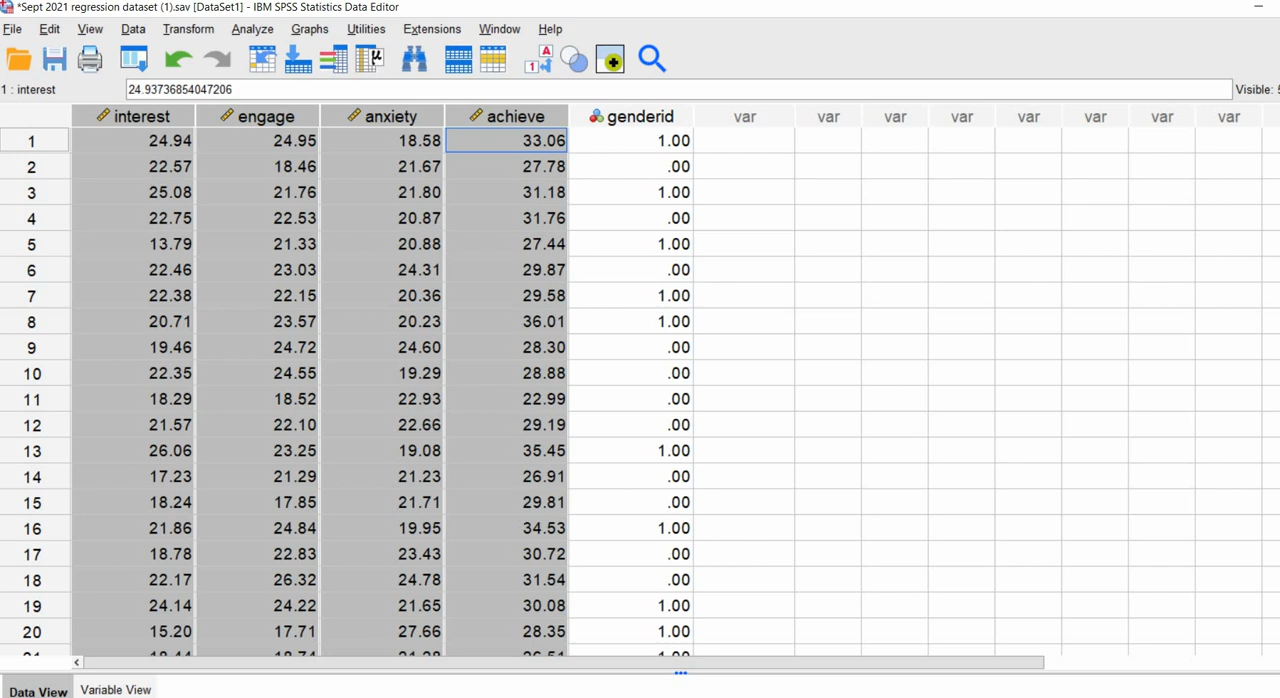 *Sept 2021 regression dataset (1).sav [DataSet1] - IBM SPSS Statistics Data Editor
File Edit View Data Transform Analyze Graphs Utilities Extensions Window Help
1 : interest 24.93736854047206 Visible: 5
interest engage anxiety achieve genderid var var var var var var var var
1 24.94 24.95 18.58 33.06 1.00
2 22.57 18.46 21.67 27.78 .00
3 25.08 21.76 21.80 31.18 1.00
4 22.75 22.53 20.87 31.76 .00
5 13.79 21.33 20.88 27.44 1.00
6 22.46 23.03 24.31 29.87 .00
7 22.38 22.15 20.36 29.58 1.00
8 20.71 23.57 20.23 36.01 1.00
9 19.46 24.72 24.60 28.30 .00
10 22.35 24.55 19.29 28.88 .00
11 18.29 18.52 22.93 22.99 .00
12 21.57 22.10 22.66 29.19 .00
13 26.06 23.25 19.08 35.45 1.00
14 17.23 21.29 21.23 26.91 .00
15 18.24 17.85 21.71 29.81 .00
16 21.86 24.84 19.95 34.53 1.00
17 18.78 22.83 23.43 30.72 .00
18 22.17 26.32 24.78 31.54 .00
19 24.14 24.22 21.65 30.08 1.00
20 15.20 17.71 27.66 28.35 1.00
Data View Variable View